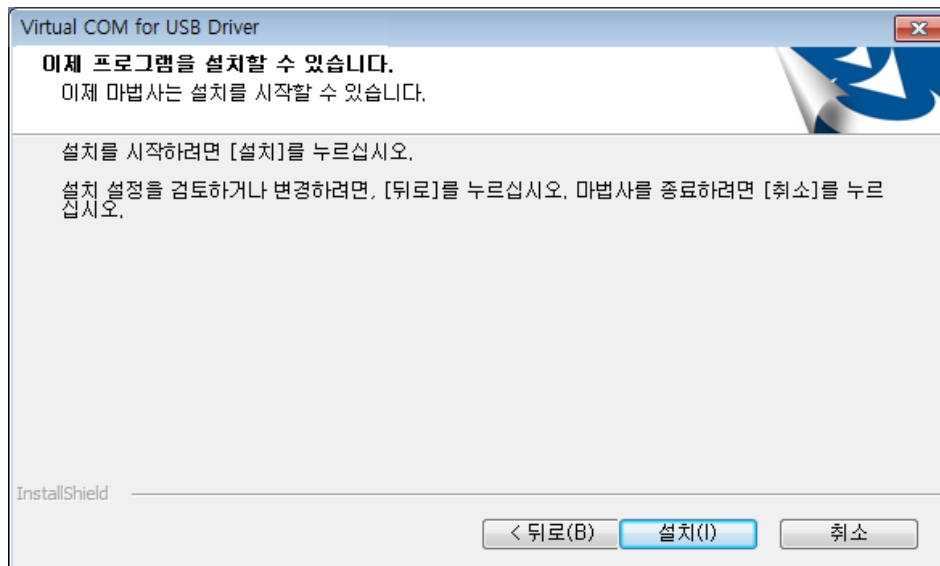 Virtual COM for USB Driver
이제 프로그램을 설치할 수 있습니다.
이제 마법사는 설치를 시작할 수 있습니다.
설치를 시작하려면 [설치]를 누르십시오.
설치 설정을 검토하거나 변경하려면, [뒤로]를 누르십시오. 마법사를 종료하려면 [취소]를 누르
십시오.
InstallShield
< 뒤로(B) 설치(I) 취소